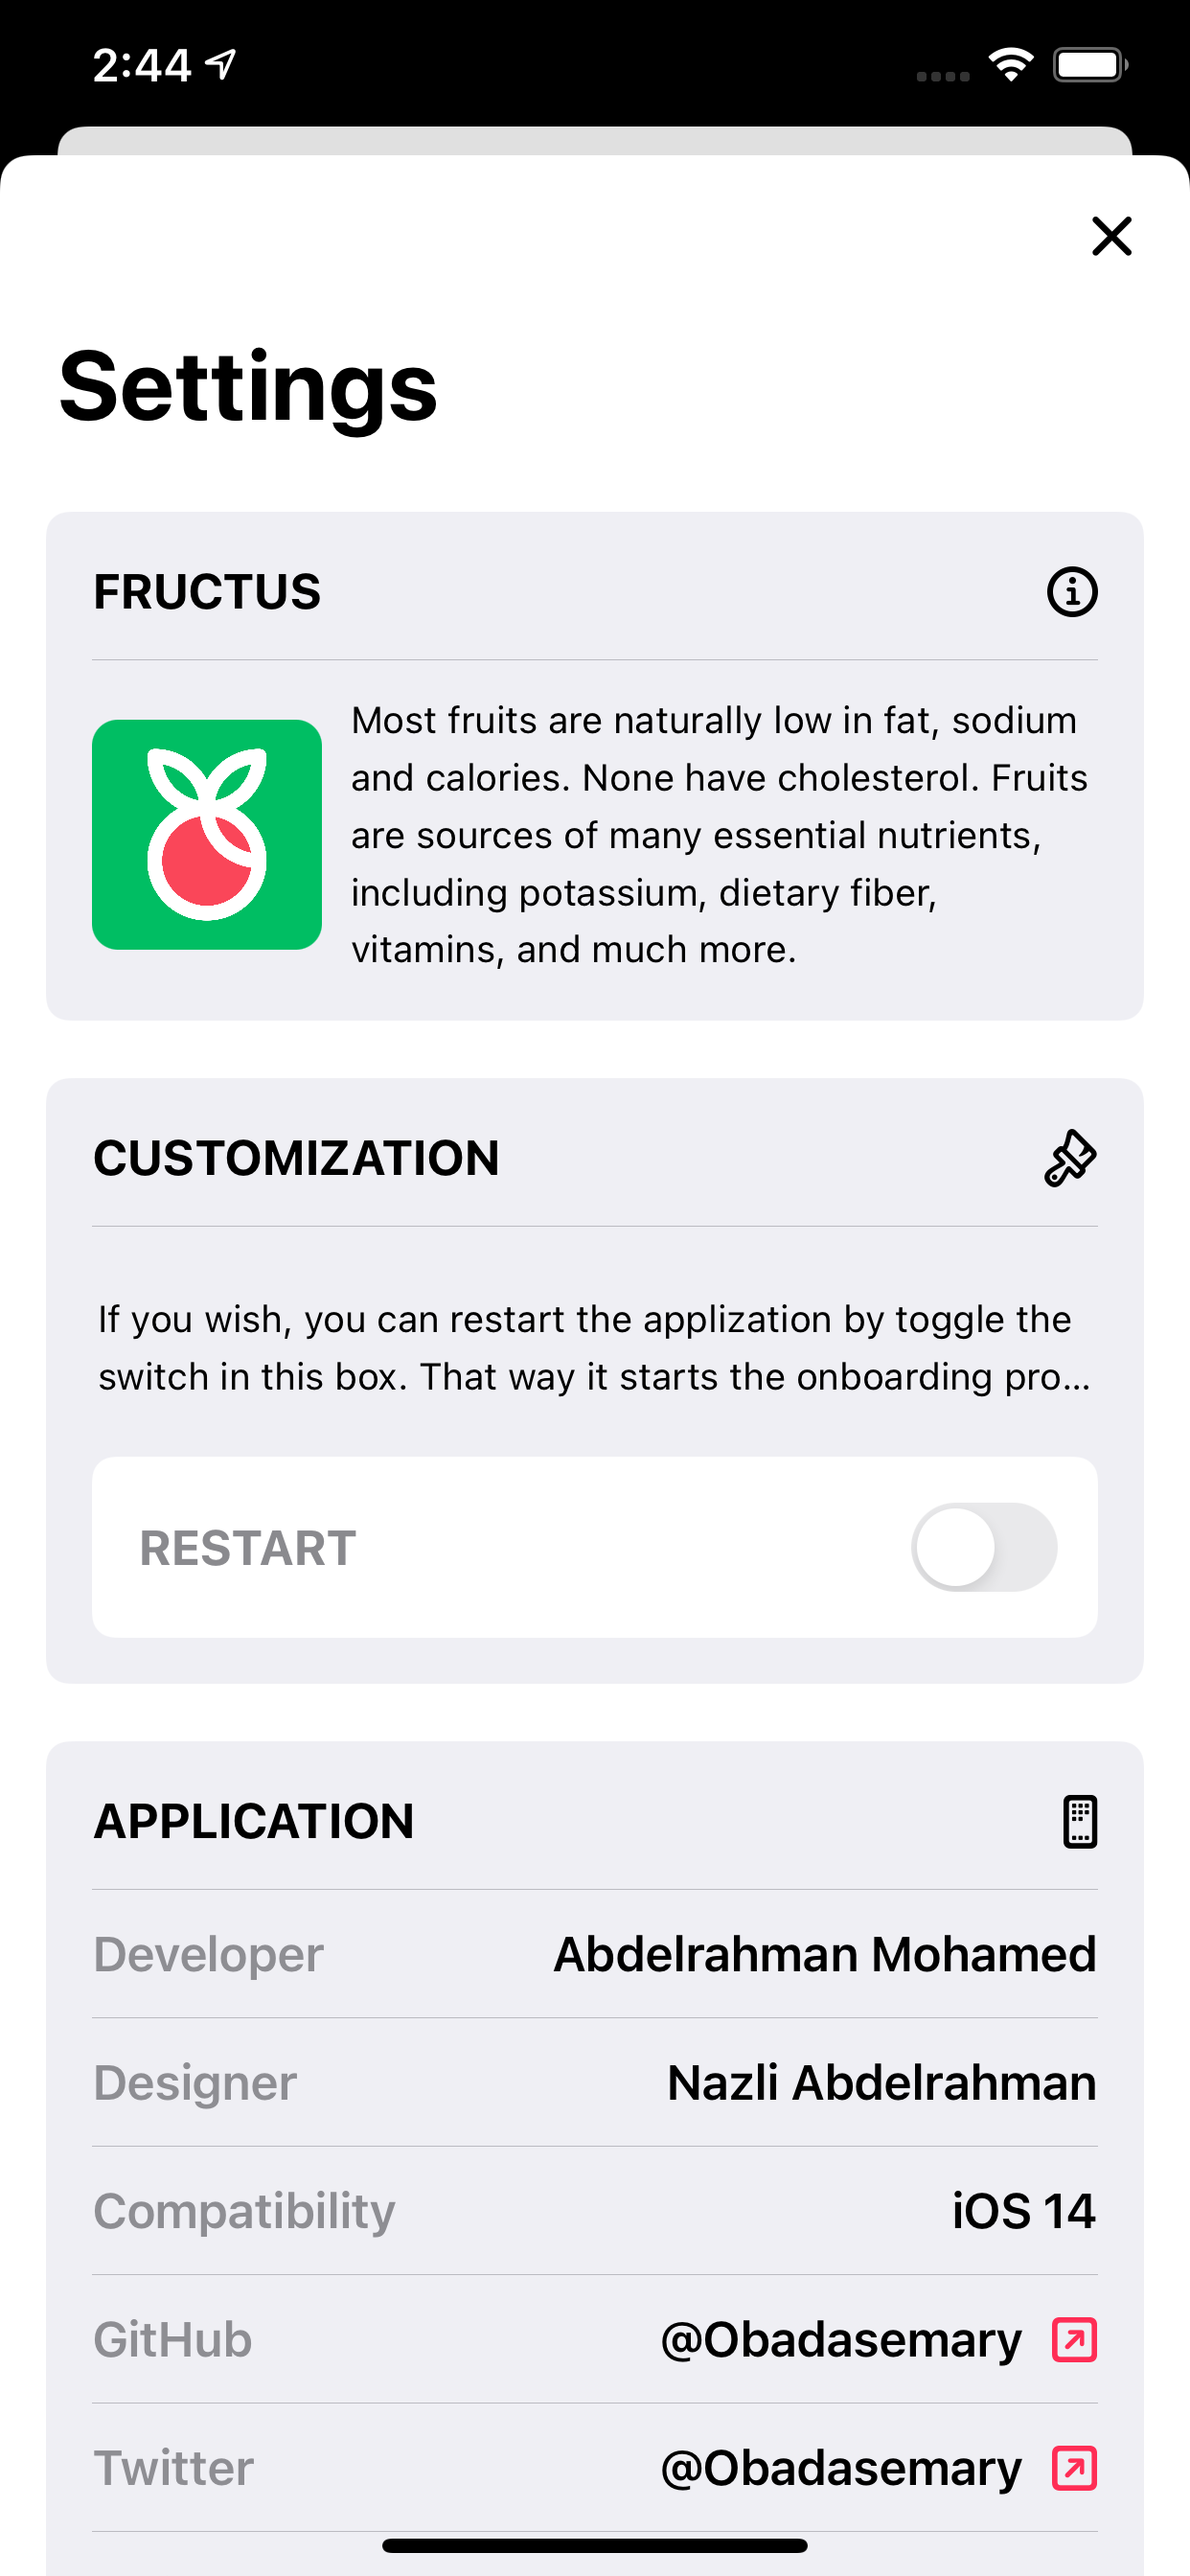 2:44
Settings
FRUCTUS
Most fruits are naturally low in fat, sodium
and calories. None have cholesterol. Fruits
are sources of many essential nutrients,
including potassium, dietary fiber,
vitamins, and much more.
CUSTOMIZATION
If you wish, you can restart the applization by toggle the
switch in this box. That way it starts the onboarding pro...
RESTART
APPLICATION
Developer Abdelrahman Mohamed
Designer Nazli Abdelrahman
Compatibility iOS 14
GitHub @Obadasemary
Twitter @Obadasemary